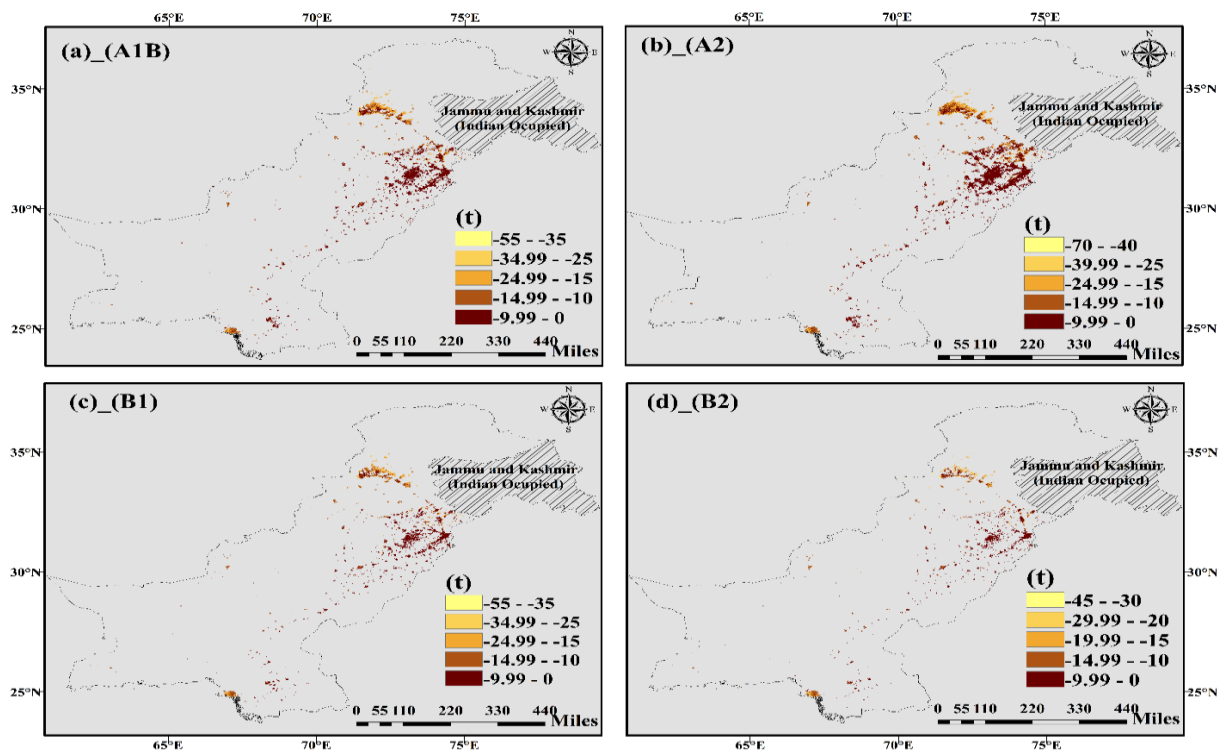 65°E 70°E 75°E 65°E 70°E 75°E
(a)_(A1B)
N
W E
S
35°N
30°N
25°N
Jammu and Kashmir
(Indian Ocupied)
(t)
-55 - -35
-34.99 - -25
-24.99 - -15
-14.99 - -10
-9.99 - 0
0 55 110 220 330 440
Miles
(b)_(A2)
N
W E
S
35°N
30°N
25°N
Jammu and Kashmir
(Indian Ocupied)
(t)
-70 - -40
-39.99 - -25
-24.99 - -15
-14.99 - -10
-9.99 - 0
0 55 110 220 330 440
Miles
(c)_(B1)
N
W E
S
35°N
30°N
25°N
Jammu and Kashmir
(Indian Ocupied)
(t)
-55 - -35
-34.99 - -25
-24.99 - -15
-14.99 - -10
-9.99 - 0
0 55 110 220 330 440
Miles
(d)_(B2)
N
W E
S
35°N
30°N
25°N
Jammu and Kashmir
(Indian Ocupied)
(t)
-45 - -30
-29.99 - -20
-19.99 - -15
-14.99 - -10
-9.99 - 0
0 55 110 220 330 440
Miles
65°E 70°E 75°E 65°E 70°E 75°E